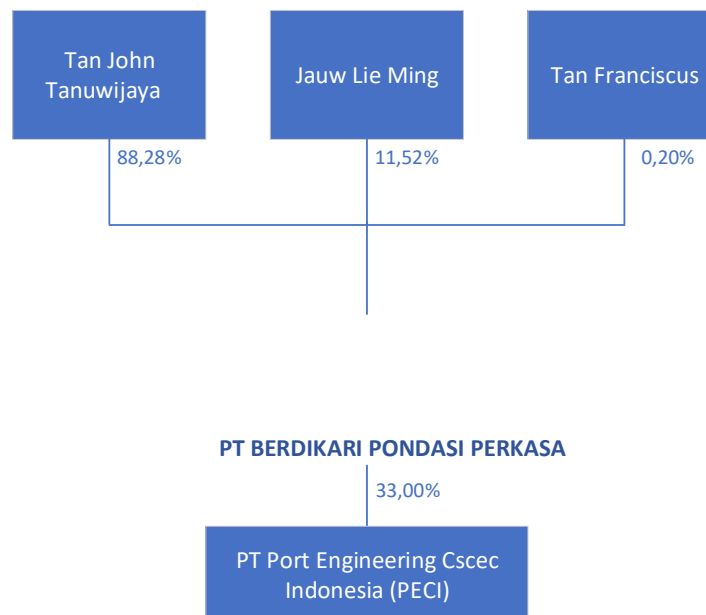 Tan John
Tanuwijaya
Jauw Lie Ming
Tan Franciscus
88,28%
11,52%
0,20%
PT BERDIKARI PONDASI PERKASA
33,00%
PT Port Engineering Cscec
Indonesia (PECI)